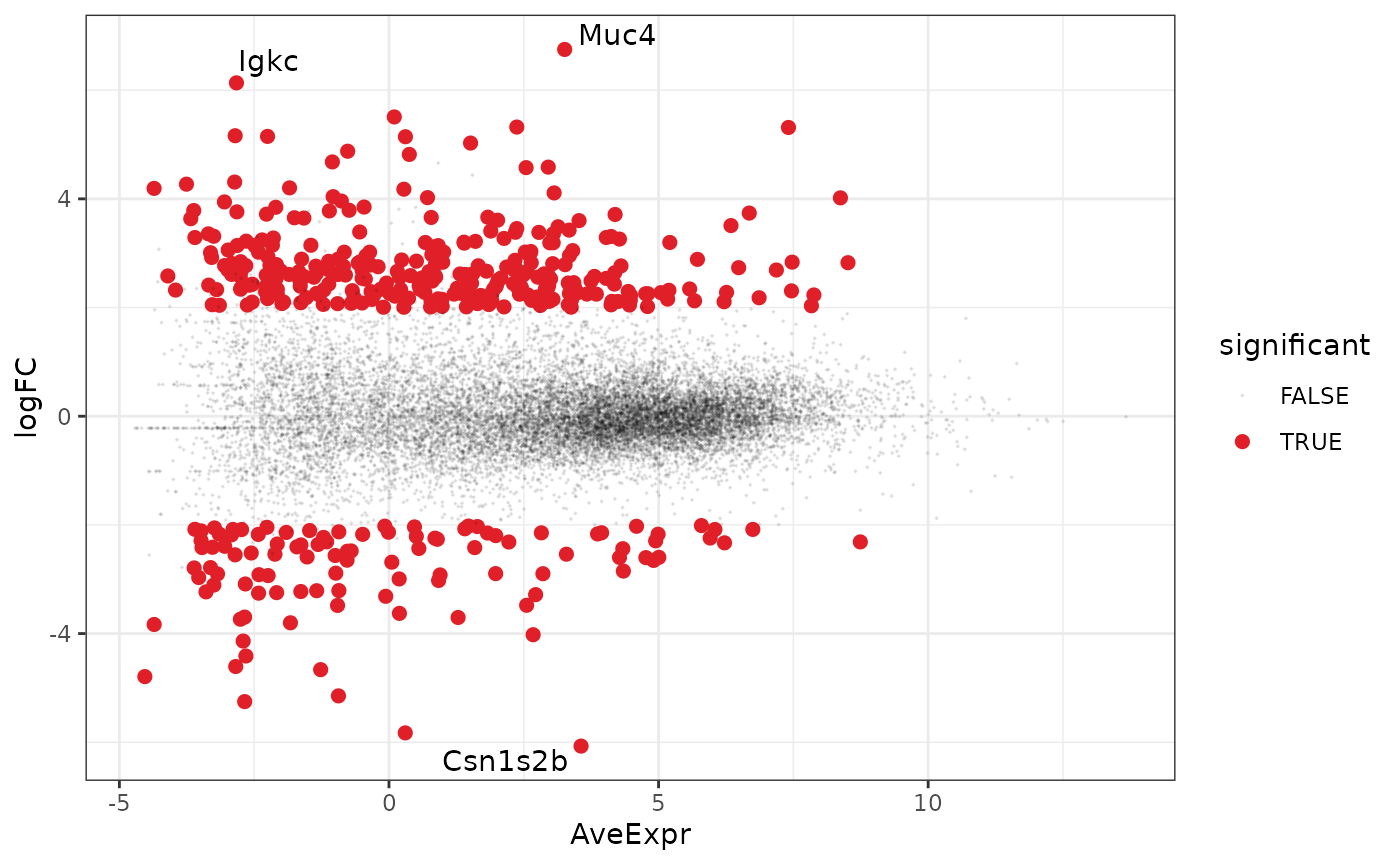 Muc4
Igkc
4
0
-4
logFC
Csn1s2b
-5
0
5
10
AveExpr
significant
FALSE
TRUE